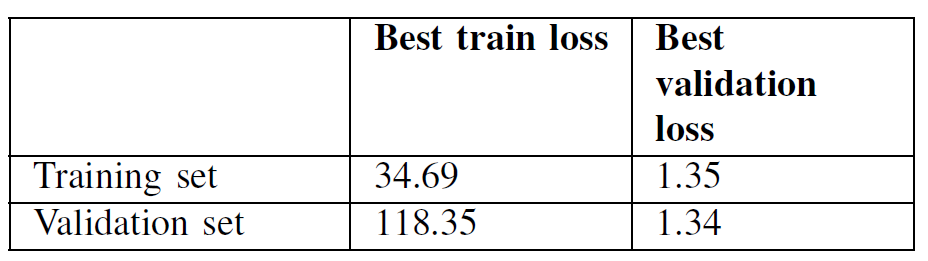 Best train loss Best
validation
loss
Training set 34.69 1.35
Validation set 118.35 1.34